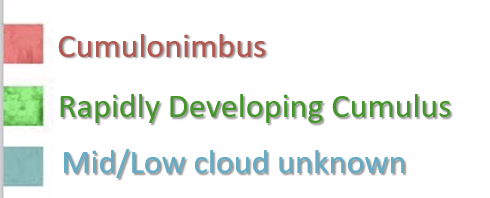 Cumulonimbus
Rapidly Developing Cumulus
Mid/Low cloud unknown